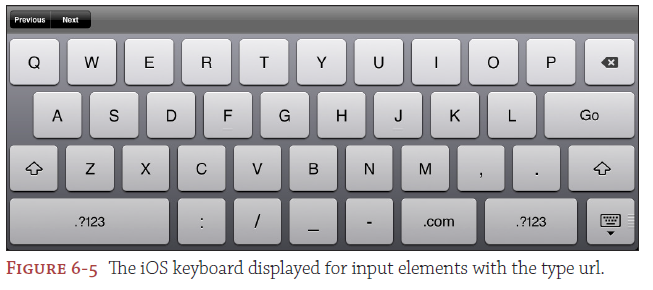 Previous Next
Q W E R T Y U I O P
A S D F G H J K L Go
Z X C V B N M , .
.?123 : / _ - .com .?123
FIGURE 6-5 The iOS keyboard displayed for input elements with the type url.